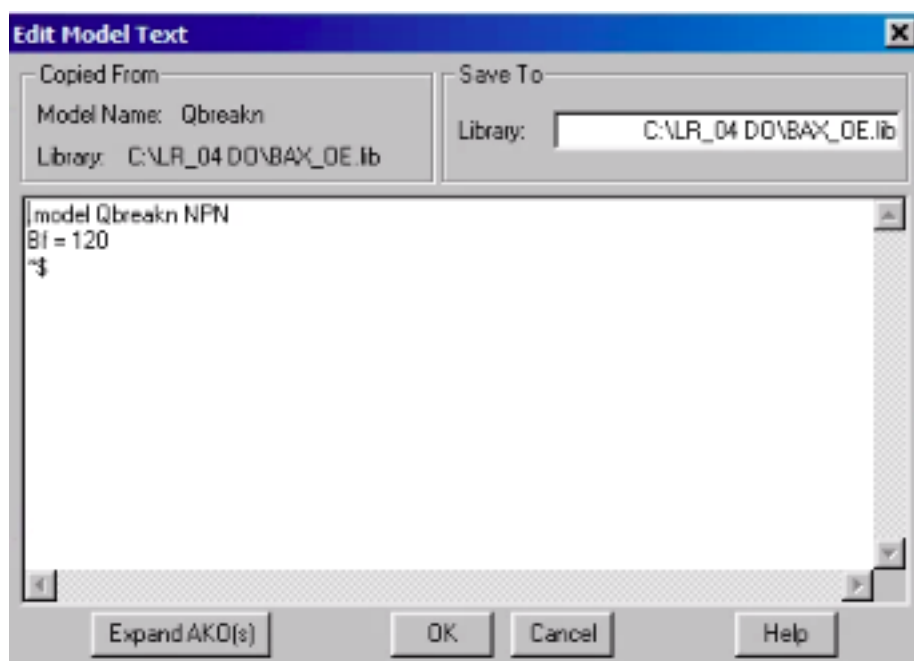 Edit Model Text
Copied From
Model Name: Qbreakn
Library: C:\LR_04 DO\BAX_OE.lib
Save To
Library: C:\LR_04 DO\BAX_OE.lib
.model Qbreakn NPN
Bf = 120
~$
Expand AKO(s)
OK
Cancel
Help